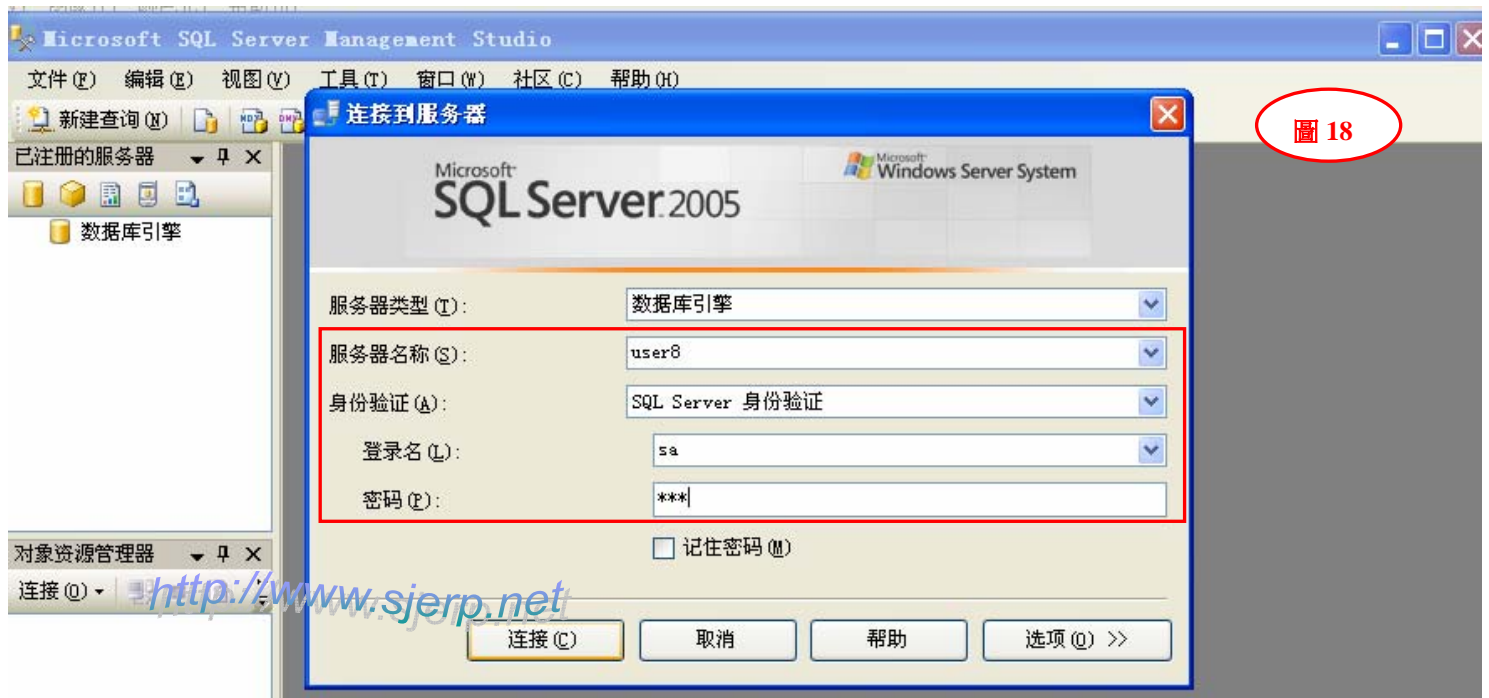 Microsoft SQL Server Management Studio
文件(F) 编辑(E) 视图(V) 工具(T) 窗口(W) 社区(C) 帮助(H)
新建查询(N)
连接到服务器
圖 18
已注册的服务器
Microsoft
SQL Server 2005
Microsoft
Windows Server System
数据库引擎
服务器类型(T): 数据库引擎
服务器名称(S): user8
身份验证(A): SQL Server 身份验证
登录名(L): sa
密码(P): ***
记住密码(M)
对象资源管理器
连接(O)
http://www.sjerp.net
连接(C) 取消 帮助 选项(O) >>